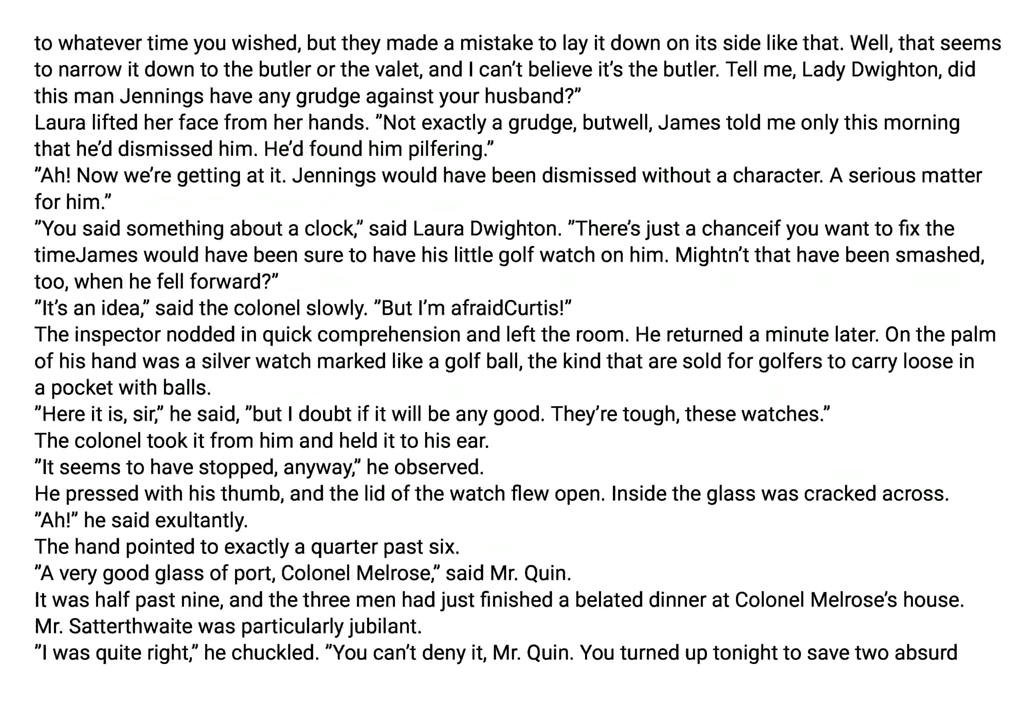 to whatever time you wished, but they made a mistake to lay it down on its side like that. Well, that seems
to narrow it down to the butler or the valet, and I can't believe it's the butler. Tell me, Lady Dwighton, did
this man Jennings have any grudge against your husband?”
Laura lifted her face from her hands. ”Not exactly a grudge, butwell, James told me only this morning
that he'd dismissed him. He'd found him pilfering.”
”Ah! Now we're getting at it. Jennings would have been dismissed without a character. A serious matter
for him.”
”You said something about a clock,” said Laura Dwighton. ”There's just a chanceif you want to fix the
timeJames would have been sure to have his little golf watch on him. Mightn't that have been smashed,
too, when he fell forward?”
”It's an idea,” said the colonel slowly. ”But I'm afraidCurtis!”
The inspector nodded in quick comprehension and left the room. He returned a minute later. On the palm
of his hand was a silver watch marked like a golf ball, the kind that are sold for golfers to carry loose in
a pocket with balls.
”Here it is, sir,” he said, ”but I doubt if it will be any good. They're tough, these watches.”
The colonel took it from him and held it to his ear.
”It seems to have stopped, anyway,” he observed.
He pressed with his thumb, and the lid of the watch flew open. Inside the glass was cracked across.
”Ah!” he said exultantly.
The hand pointed to exactly a quarter past six.
”A very good glass of port, Colonel Melrose,” said Mr. Quin.
It was half past nine, and the three men had just finished a belated dinner at Colonel Melrose's house.
Mr. Satterthwaite was particularly jubilant.
”I was quite right,” he chuckled. ”You can't deny it, Mr. Quin. You turned up tonight to save two absurd